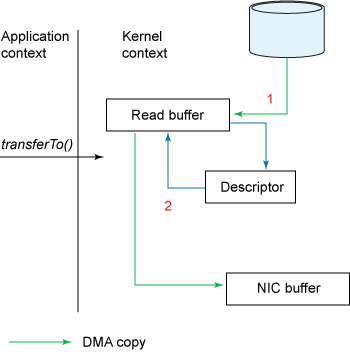 Application
context
Kernel
context
1
Read buffer
transferTo()
Descriptor
2
NIC buffer
DMA copy